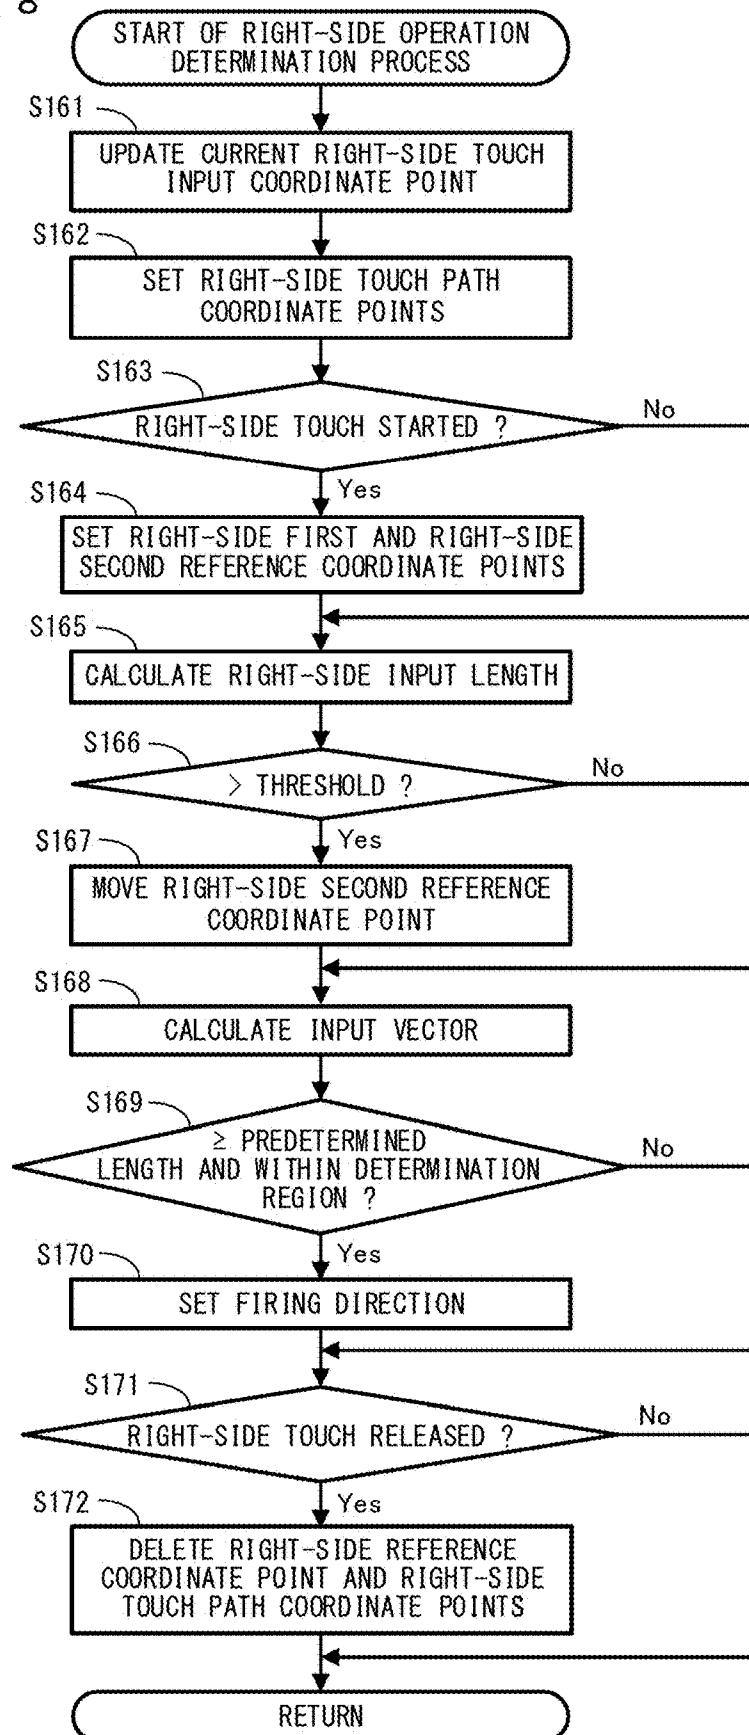 START OF RIGHT-SIDE OPERATION
DETERMINATION PROCESS
S161
UPDATE CURRENT RIGHT-SIDE TOUCH
INPUT COORDINATE POINT
S162
SET RIGHT-SIDE TOUCH PATH
COORDINATE POINTS
S163
RIGHT-SIDE TOUCH STARTED ?
No
Yes
S164
SET RIGHT-SIDE FIRST AND RIGHT-SIDE
SECOND REFERENCE COORDINATE POINTS
S165
CALCULATE RIGHT-SIDE INPUT LENGTH
S166
> THRESHOLD ?
No
Yes
S167
MOVE RIGHT-SIDE SECOND REFERENCE
COORDINATE POINT
S168
CALCULATE INPUT VECTOR
S169
≥ PREDETERMINED
LENGTH AND WITHIN DETERMINATION
REGION ?
No
Yes
S170
SET FIRING DIRECTION
S171
RIGHT-SIDE TOUCH RELEASED ?
No
Yes
S172
DELETE RIGHT-SIDE REFERENCE
COORDINATE POINT AND RIGHT-SIDE
TOUCH PATH COORDINATE POINTS
RETURN